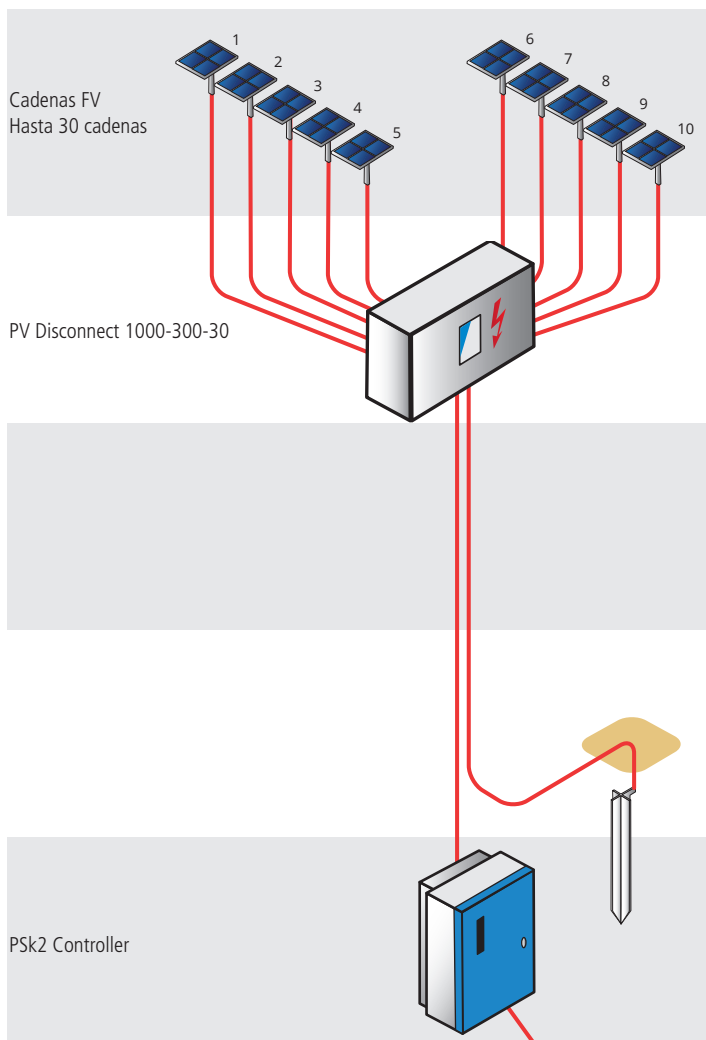 1
2
3
4
5
6
7
8
9
10
Cadenas FV
Hasta 30 cadenas
PV Disconnect 1000-300-30
PSk2 Controller